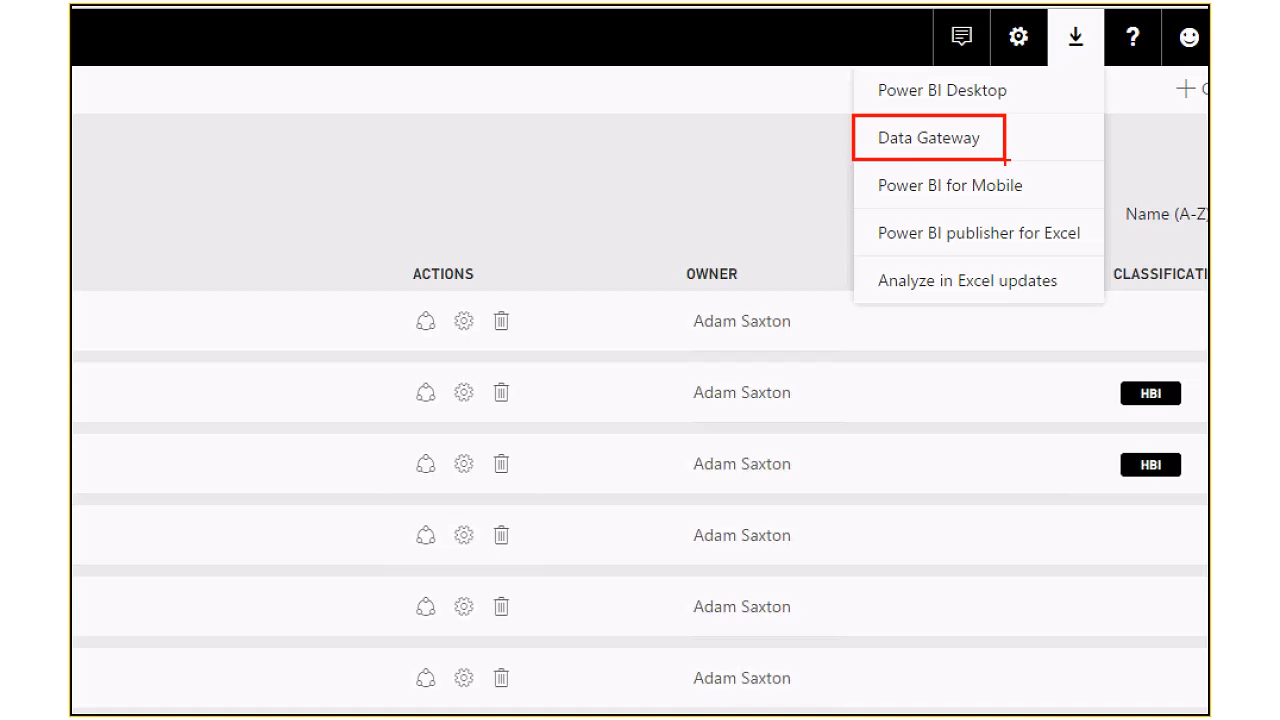 ?
Power BI Desktop
Data Gateway
Power BI for Mobile
Power BI publisher for Excel
Analyze in Excel updates
Name (A-Z)
ACTIONS OWNER CLASSIFICATI
Adam Saxton
Adam Saxton HBI
Adam Saxton HBI
Adam Saxton
Adam Saxton
Adam Saxton